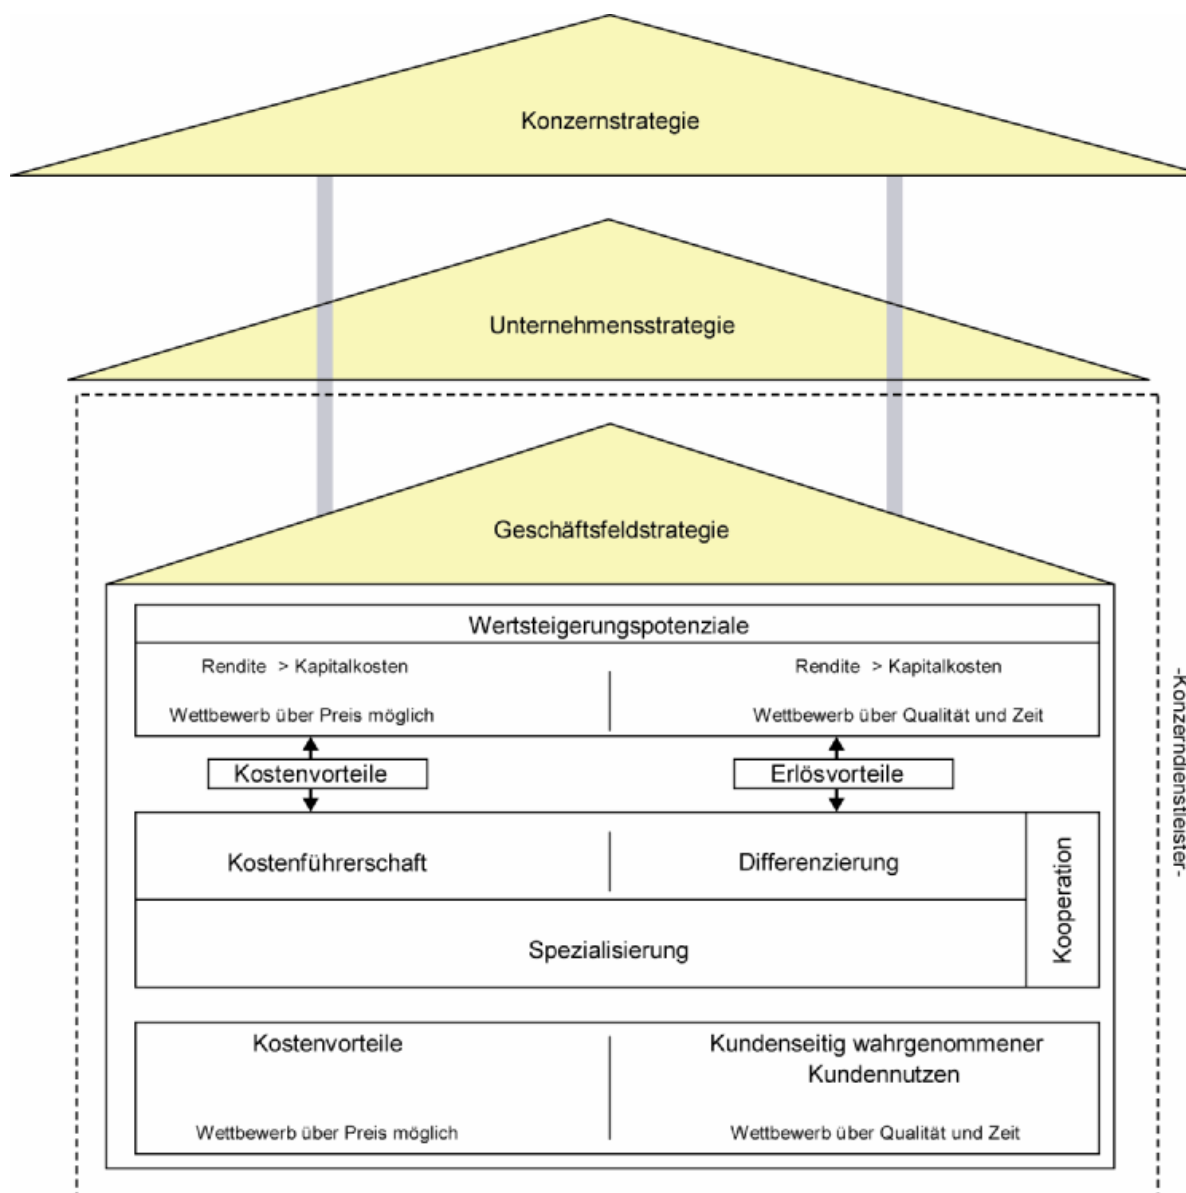 Konzernstrategie
Unternehmensstrategie
Geschäftsfeldstrategie
Wertsteigerungspotenziale
Rendite > Kapitalkosten
Rendite > Kapitalkosten
Wettbewerb über Preis möglich
Wettbewerb über Qualität und Zeit
Kostenvorteile
Erlösvorteile
Kostenführerschaft
Differenzierung
Kooperation
Spezialisierung
Kostenvorteile
Kundenseitig wahrgenommener
Kundennutzen
Wettbewerb über Preis möglich
Wettbewerb über Qualität und Zeit
-Konzerndienstleister-